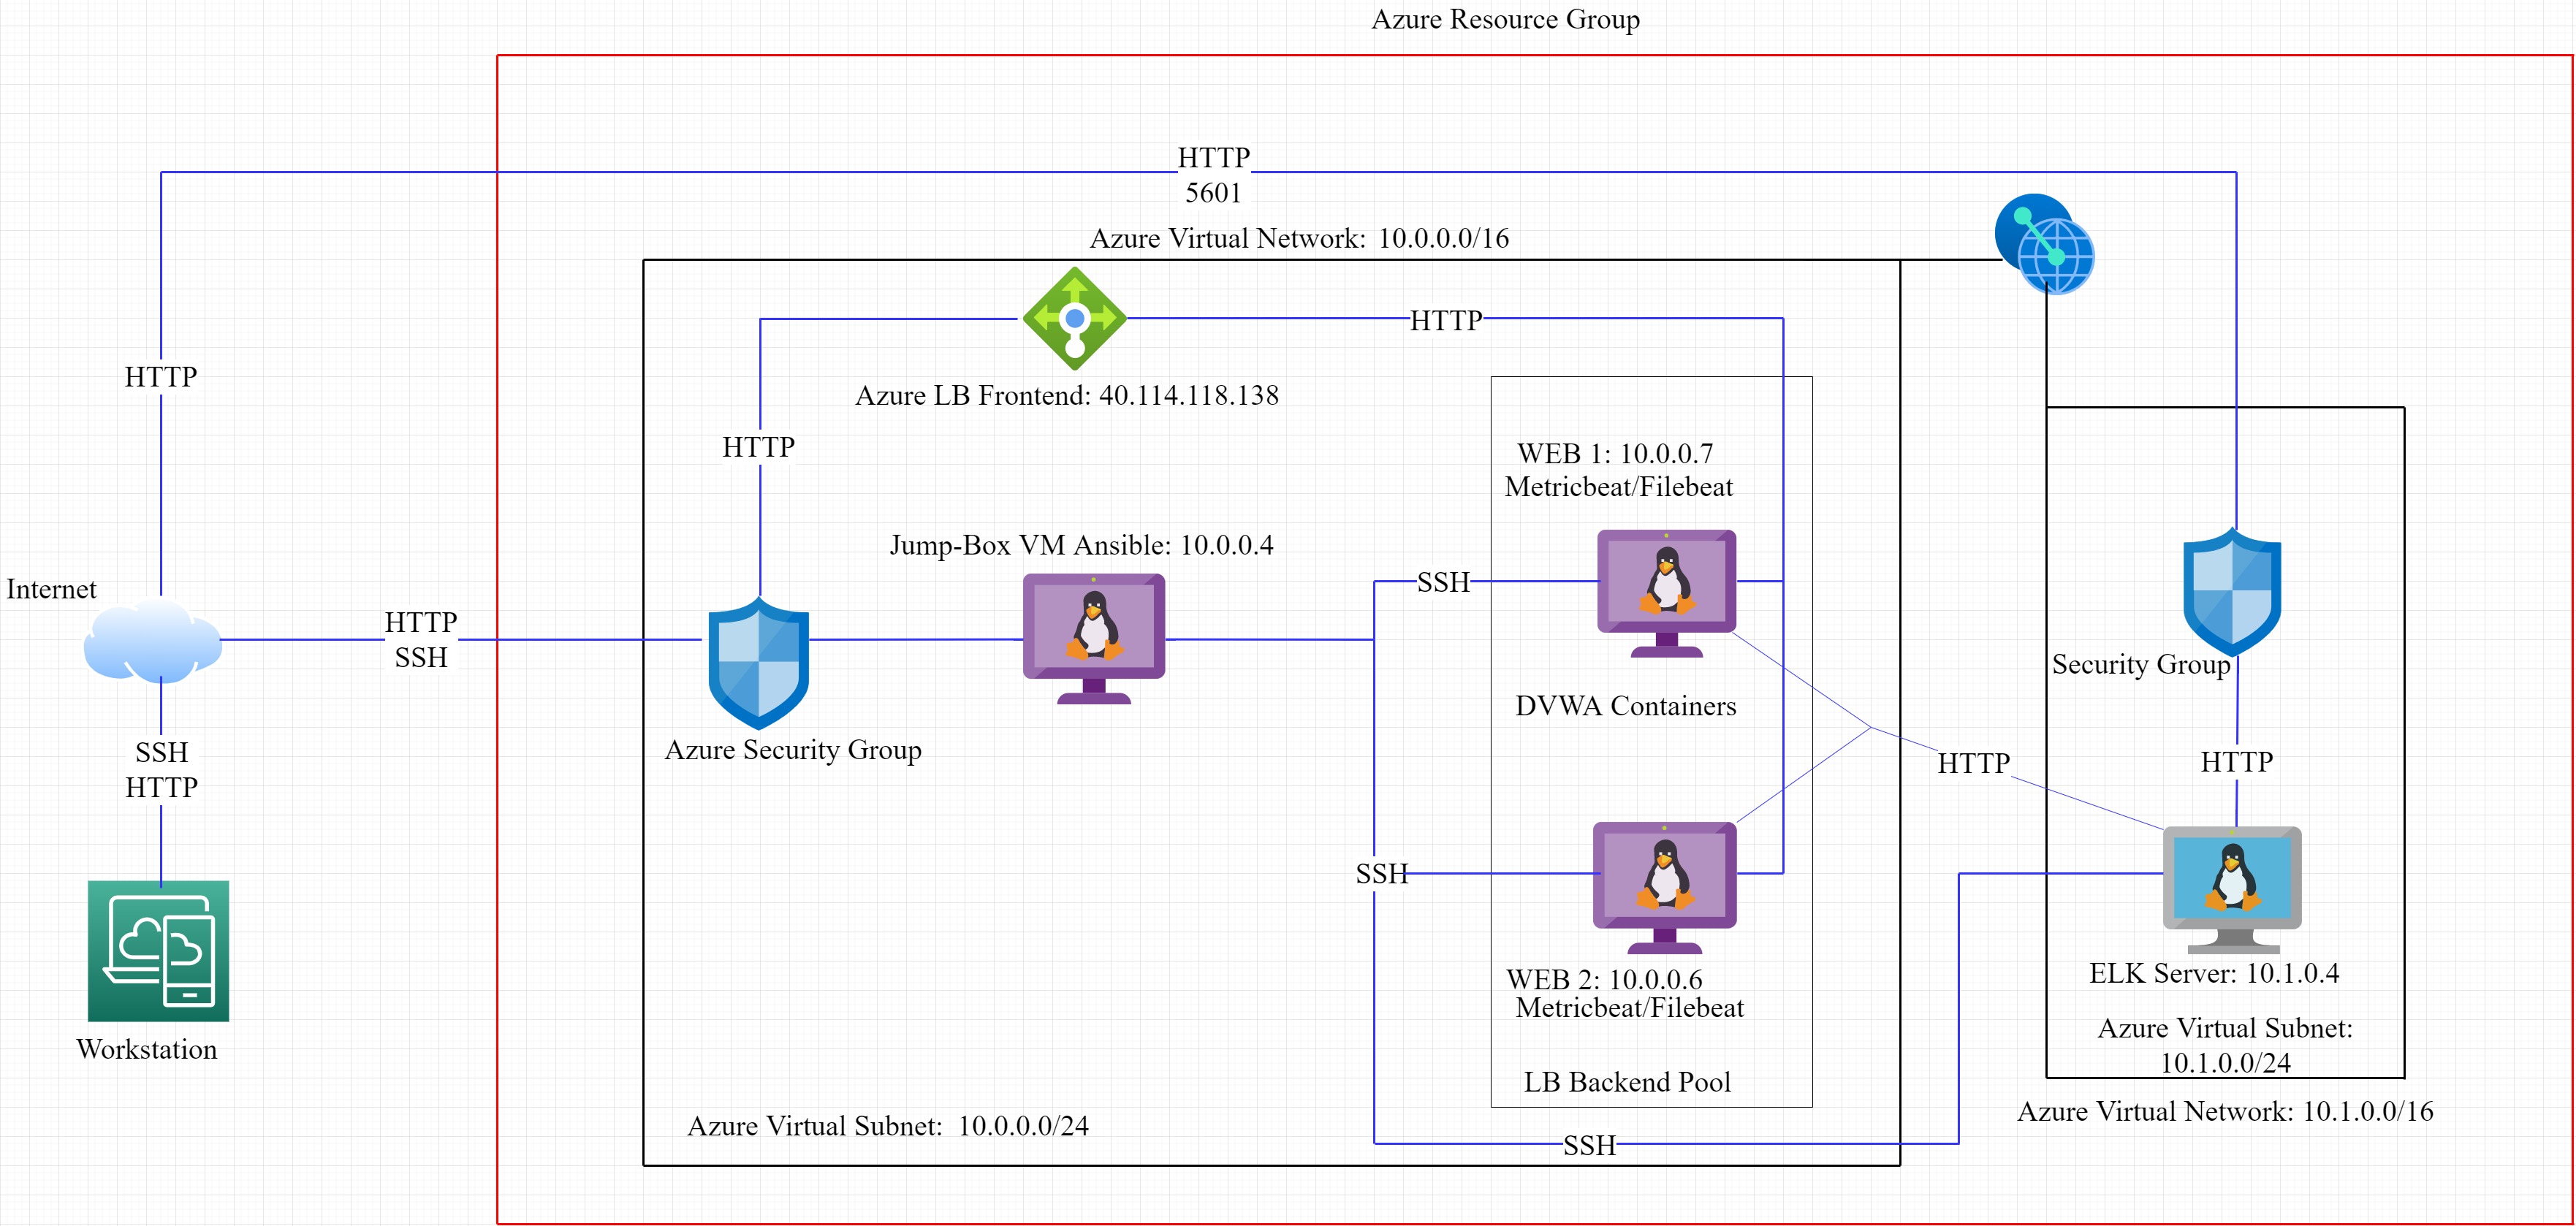 Azure Resource Group
HTTP
5601
Azure Virtual Network: 10.0.0.0/16
HTTP
HTTP
Azure LB Frontend: 40.114.118.138
HTTP
WEB 1: 10.0.0.7
Metricbeat/Filebeat
Jump-Box VM Ansible: 10.0.0.4
Internet
SSH
HTTP
SSH
Security Group
DVWA Containers
Azure Security Group
SSH
HTTP
HTTP
HTTP
SSH
WEB 2: 10.0.0.6
Metricbeat/Filebeat
ELK Server: 10.1.0.4
Workstation
Azure Virtual Subnet:
10.1.0.0/24
LB Backend Pool
Azure Virtual Network: 10.1.0.0/16
Azure Virtual Subnet: 10.0.0.0/24
SSH